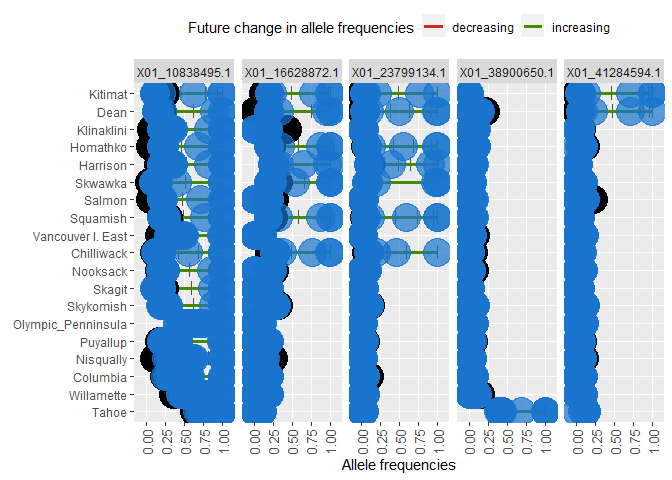 Future change in allele frequencies decreasing increasing
X01_10838495.1 X01_16628872.1 X01_23799134.1 X01_38900650.1 X01_41284594.1
Kitimat
Dean
Klinaklini
Homathko
Harrison
Skwawka
Salmon
Squamish
Vancouver I. East
Chilliwack
Nooksack
Skagit
Skykomish
Olympic_Penninsula
Puyallup
Nisqually
Columbia
Willamette
Tahoe
0.00 0.25 0.50 0.75 1.00 0.00 0.25 0.50 0.75 1.00 0.00 0.25 0.50 0.75 1.00 0.00 0.25 0.50 0.75 1.00 0.00 0.25 0.50 0.75 1.00
Allele frequencies